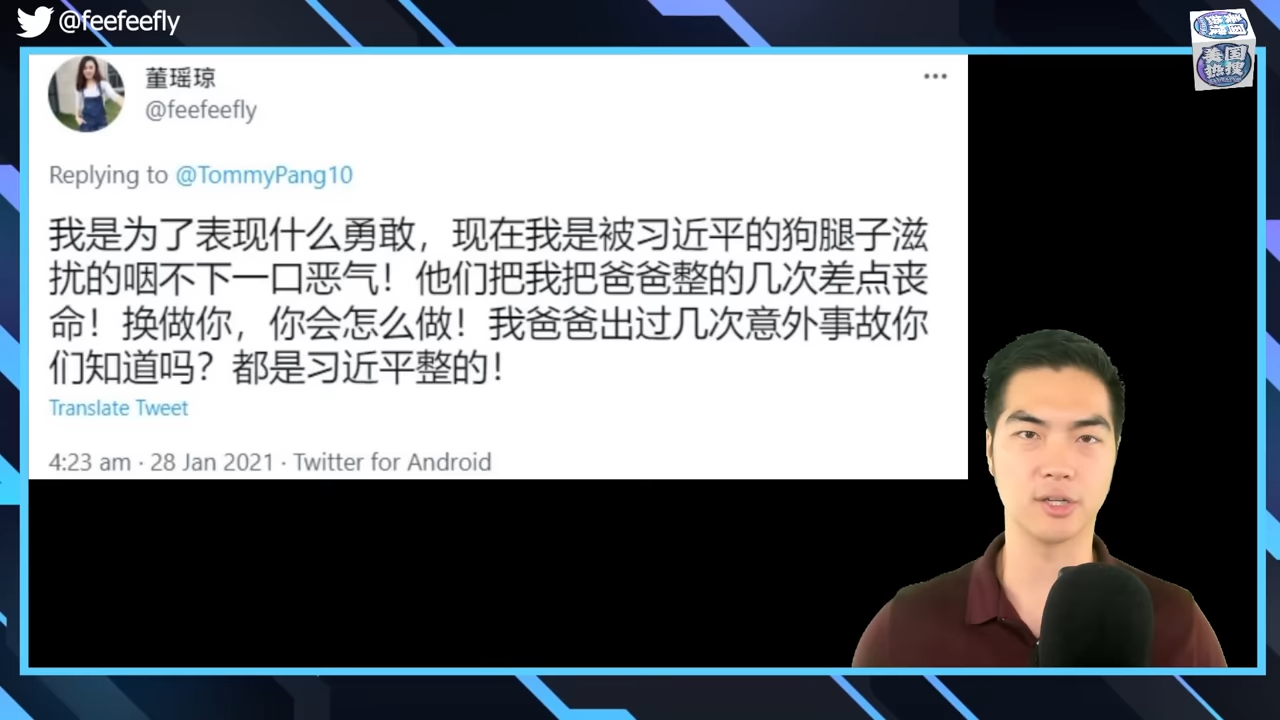 @feefeefly
美国热搜
董瑶琼
@feefeefly
Replying to @TommyPang10
我是为了表现什么勇敢，现在我是被习近平的狗腿子滋
扰的咽不下一口恶气！他们把我把爸爸整的几次差点丧
命！换做你，你会怎么做！我爸爸出过几次意外事故你
们知道吗？都是习近平整的！
Translate Tweet
4:23 am · 28 Jan 2021 · Twitter for Android